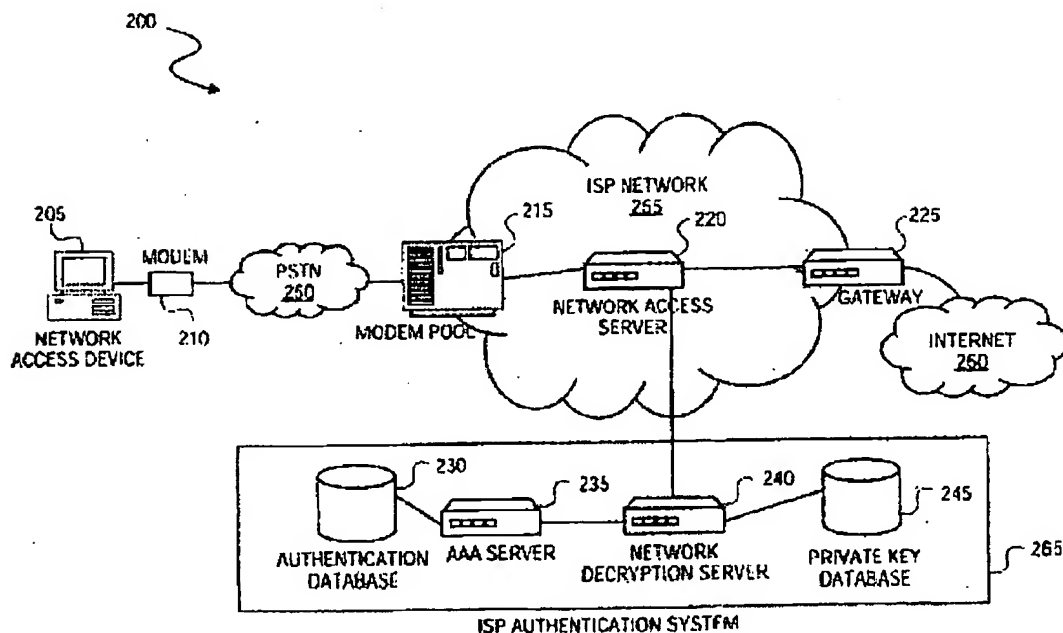 200
205
MODEM
PSTN
250
210
NETWORK
ACCESS DEVICE
215
MODEM POOL
ISP NETWORK
255
220
NETWORK ACCESS
SERVER
225
GATEWAY
INTERNET
260
230
AUTHENTICATION
DATABASE
235
AAA SERVER
240
NETWORK
DECRYPTION SERVER
245
PRIVATE KEY
DATABASE
265
ISP AUTHENTICATION SYSTEM